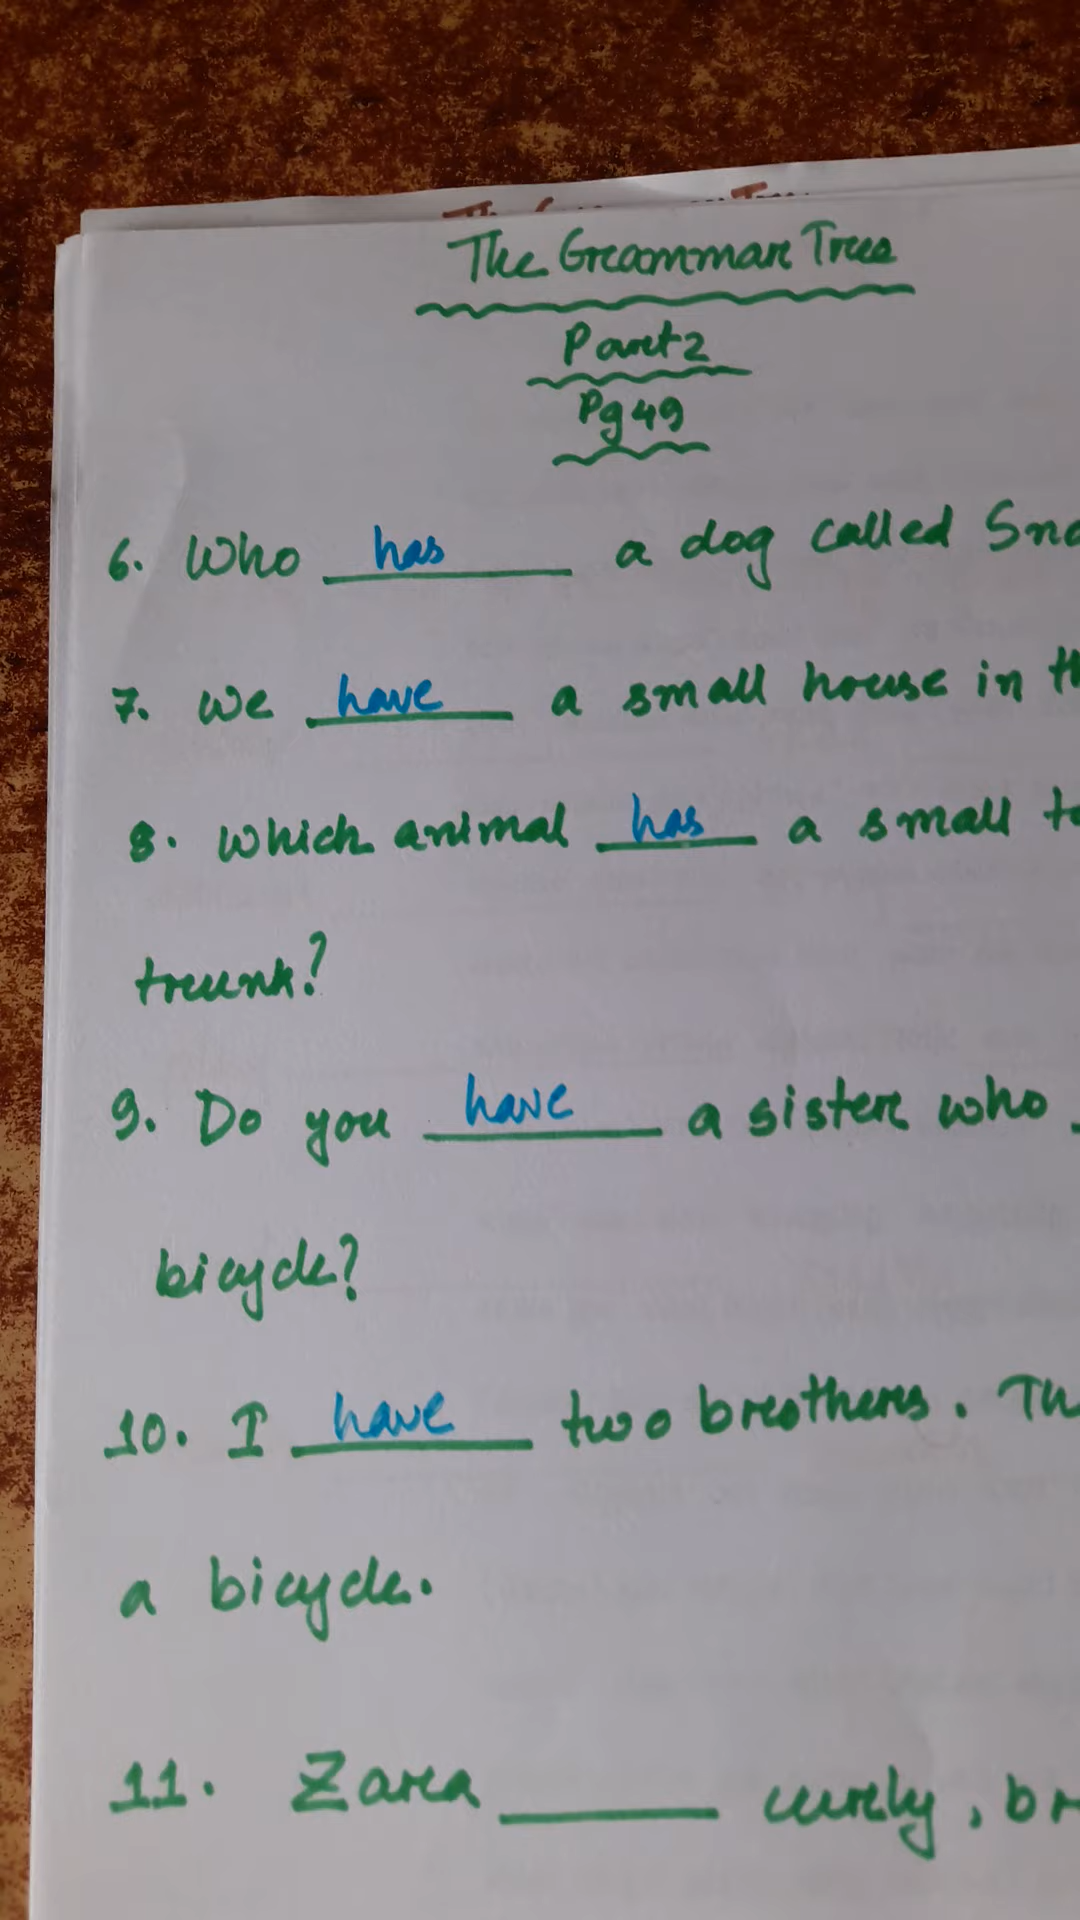 The Grammar Tree
Part 2
Pg 49
6. Who has a dog called
7. We have a small house in
8. Which animal has a small
trunk?
9. Do you have a sister who
bicycle?
10. I have two brothers.
a bicycle.
11. Zara ______ curly,